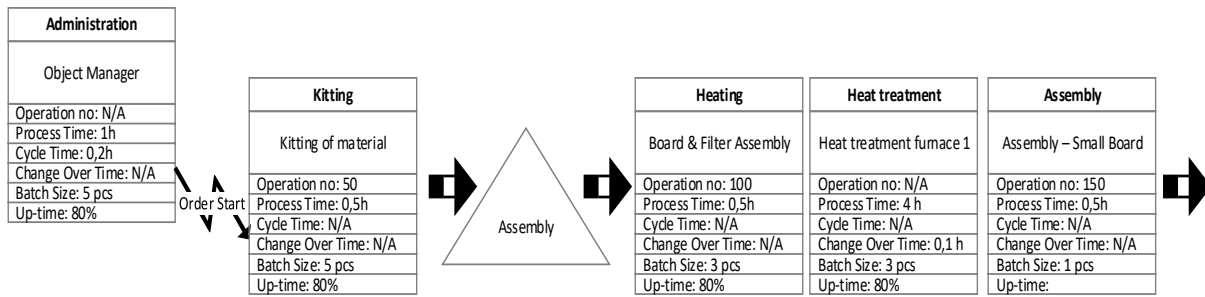 Administration
Object Manager
Operation no: N/A
Process Time: 1h
Cycle Time: 0,2h
Change Over Time: N/A
Batch Size: 5 pcs
Up-time: 80%
Order Start
Kitting
Kitting of material
Operation no: 50
Process Time: 0,5h
Cycle Time: N/A
Change Over Time: N/A
Batch Size: 5 pcs
Up-time: 80%
Assembly
Heating
Board & Filter Assembly
Operation no: 100
Process Time: 0,5h
Cycle Time: N/A
Change Over Time: N/A
Batch Size: 3 pcs
Up-time: 80%
Heat treatment
Heat treatment furnace 1
Operation no: N/A
Process Time: 4 h
Cycle Time: N/A
Change Over Time: 0,1 h
Batch Size: 3 pcs
Up-time: 80%
Assembly
Assembly – Small Board
Operation no: 150
Process Time: 0,5h
Cycle Time: N/A
Change Over Time: N/A
Batch Size: 1 pcs
Up-time: